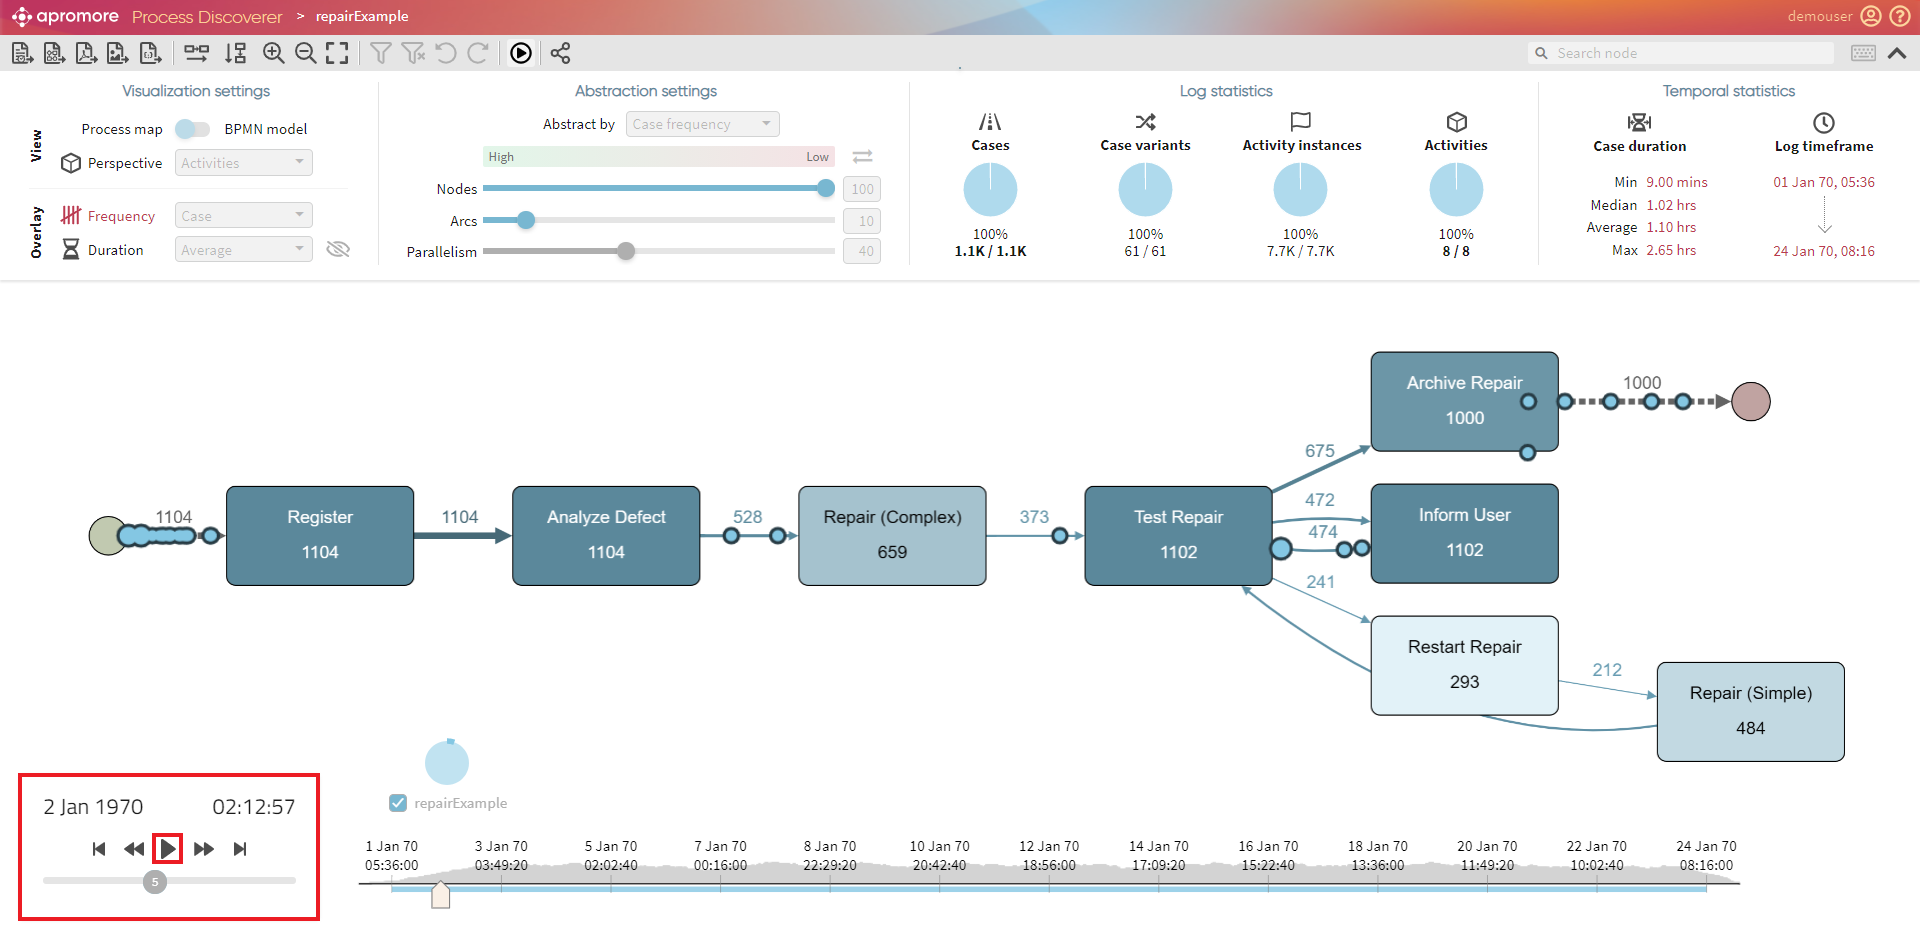 apromore Process Discoverer > repairExample
demouser
Search node
Visualization settings
View
Process map BPMN model
Perspective Activities
Overlay
Frequency Case
Duration Average
Abstraction settings
Abstract by Case frequency
High Low
Nodes 100
Arcs 10
Parallelism 40
Log statistics
Cases Case variants Activity instances Activities
100% 100% 100% 100%
1.1K / 1.1K 61 / 61 7.7K / 7.7K 8 / 8
Temporal statistics
Case duration
Min 9.00 mins
Median 1.02 hrs
Average 1.10 hrs
Max 2.65 hrs
Log timeframe
01 Jan 70, 05:36
24 Jan 70, 08:16
1104
Register
1104
1104
Analyze Defect
1104
528
Repair (Complex)
659
373
Test Repair
1102
675
Archive Repair
1000
1000
472
474
Inform User
1102
241
Restart Repair
293
212
Repair (Simple)
484
2 Jan 1970 02:12:57
5
repairExample
1 Jan 70 3 Jan 70 5 Jan 70 7 Jan 70 8 Jan 70 10 Jan 70 12 Jan 70 14 Jan 70 16 Jan 70 18 Jan 70 20 Jan 70 22 Jan 70 24 Jan 70
05:36:00 03:49:20 02:02:40 00:16:00 22:29:20 20:42:40 18:56:00 17:09:20 15:22:40 13:36:00 11:49:20 10:02:40 08:16:00